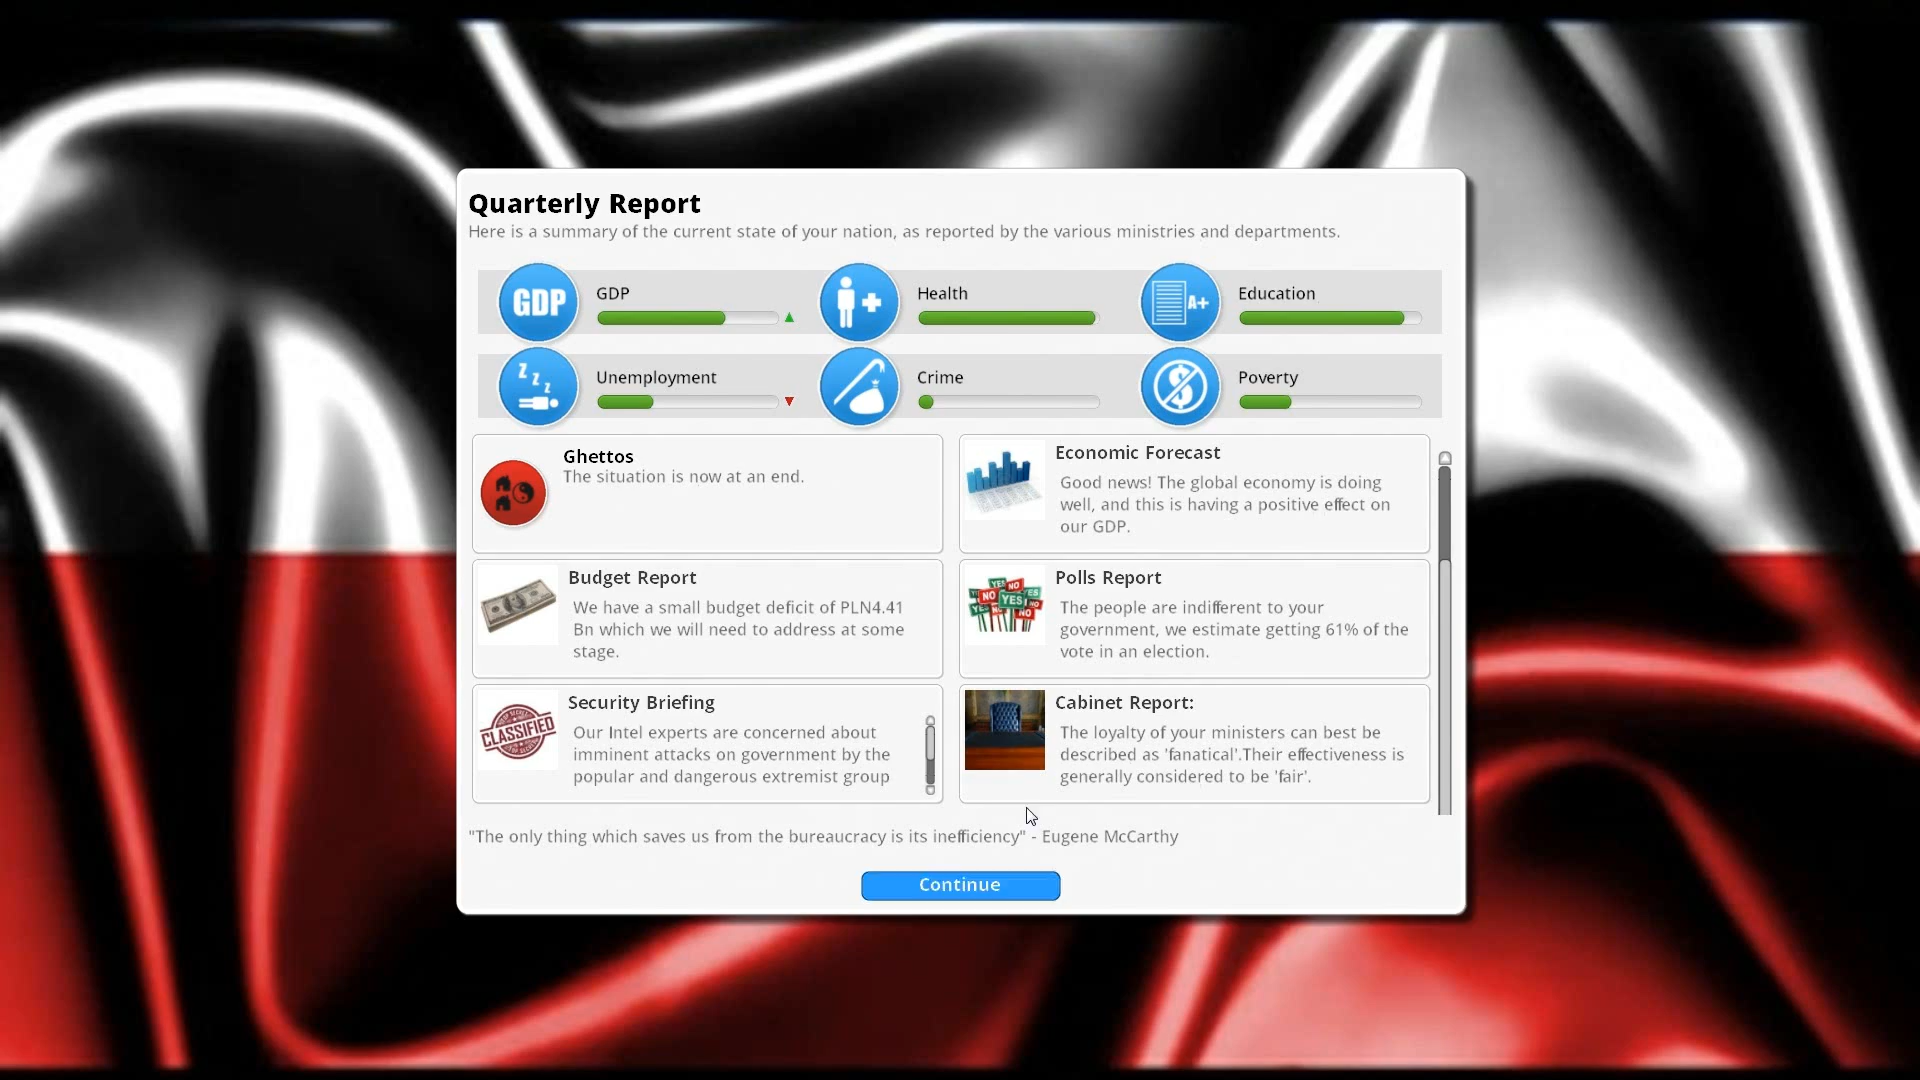 Quarterly Report
Here is a summary of the current state of your nation, as reported by the various ministries and departments.
GDP
GDP
Health
A+
Education
Z Z Z
Unemployment
Crime
$
Poverty
Ghettos
The situation is now at an end.
Economic Forecast
Good news! The global economy is doing
well, and this is having a positive effect on
our GDP.
Budget Report
We have a small budget deficit of PLN4.41
Bn which we will need to address at some
stage.
YES NO
NO YES
NO
Polls Report
The people are indifferent to your
government, we estimate getting 61% of the
vote in an election.
CLASSIFIED
Security Briefing
Our Intel experts are concerned about
imminent attacks on government by the
popular and dangerous extremist group
Cabinet Report:
The loyalty of your ministers can best be
described as 'fanatical'.Their effectiveness is
generally considered to be 'fair'.
"The only thing which saves us from the bureaucracy is its inefficiency" - Eugene McCarthy
Continue